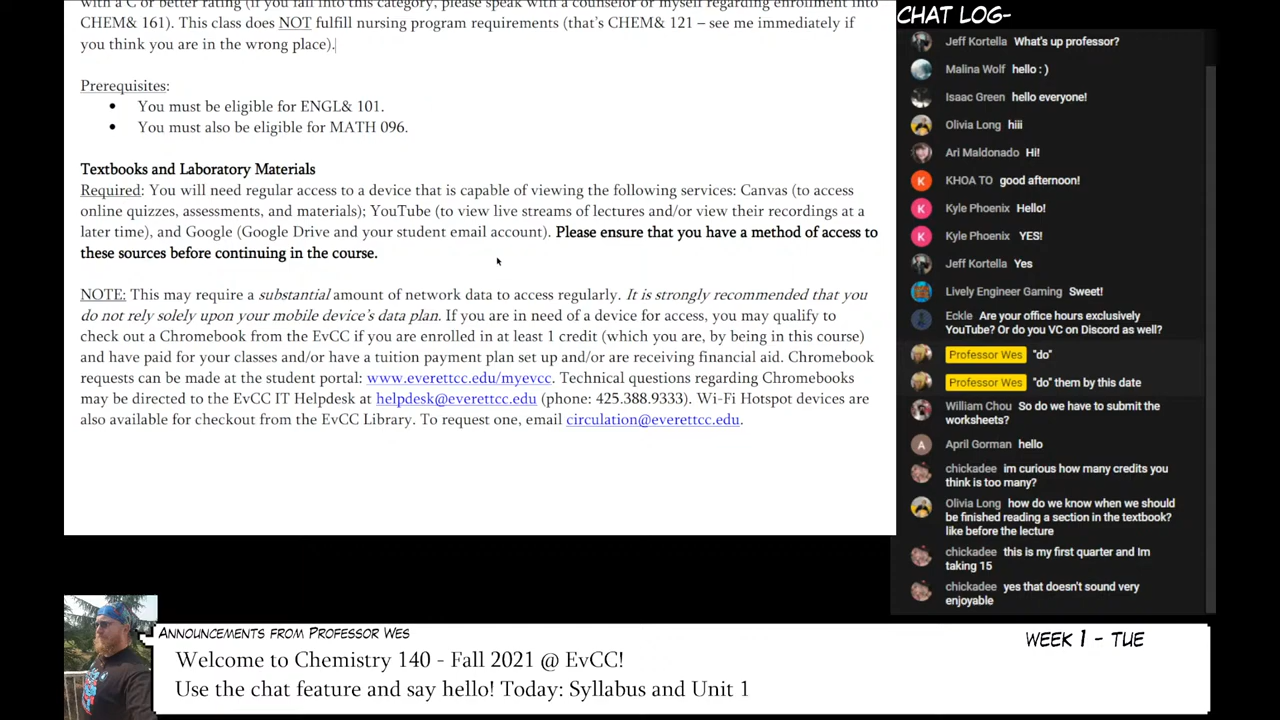 with a C or better rating (if you fall into this category, please speak with a counselor or myself regarding enrollment into
CHEM& 161). This class does NOT fulfill nursing program requirements (that's CHEM& 121 – see me immediately if
you think you are in the wrong place).
Prerequisites:
• You must be eligible for ENGL& 101.
• You must also be eligible for MATH 096.
Textbooks and Laboratory Materials
Required: You will need regular access to a device that is capable of viewing the following services: Canvas (to access
online quizzes, assessments, and materials); YouTube (to view live streams of lectures and/or view their recordings at a
later time), and Google (Google Drive and your student email account). Please ensure that you have a method of access to
these sources before continuing in the course.
NOTE: This may require a substantial amount of network data to access regularly. It is strongly recommended that you
do not rely solely upon your mobile device's data plan. If you are in need of a device for access, you may qualify to
check out a Chromebook from the EvCC if you are enrolled in at least 1 credit (which you are, by being in this course)
and have paid for your classes and/or have a tuition payment plan set up and/or are receiving financial aid. Chromebook
requests can be made at the student portal: www.everettcc.edu/myevcc. Technical questions regarding Chromebooks
may be directed to the EvCC IT Helpdesk at helpdesk@everettcc.edu (phone: 425.388.9333). Wi-Fi Hotspot devices are
also available for checkout from the EvCC Library. To request one, email circulation@everettcc.edu.
CHAT LOG-
Jeff Kortella What's up professor?
Malina Wolf hello : )
Isaac Green hello everyone!
Olivia Long hiii
Ari Maldonado Hi!
K KHOA TO good afternoon!
K Kyle Phoenix Hello!
K Kyle Phoenix YES!
Jeff Kortella Yes
Lively Engineer Gaming Sweet!
Eckle Are your office hours exclusively
YouTube? Or do you VC on Discord as well?
Professor Wes "do"
Professor Wes "do" them by this date
William Chou So do we have to submit the
worksheets?
A April Gorman hello
chickadee im curious how many credits you
think is too many?
Olivia Long how do we know when we should
be finished reading a section in the textbook?
like before the lecture
chickadee this is my first quarter and Im
taking 15
chickadee yes that doesn't sound very
enjoyable
Announcements from Professor Wes
WEEK 1 - TUE
Welcome to Chemistry 140 - Fall 2021 @ EvCC!
Use the chat feature and say hello! Today: Syllabus and Unit 1